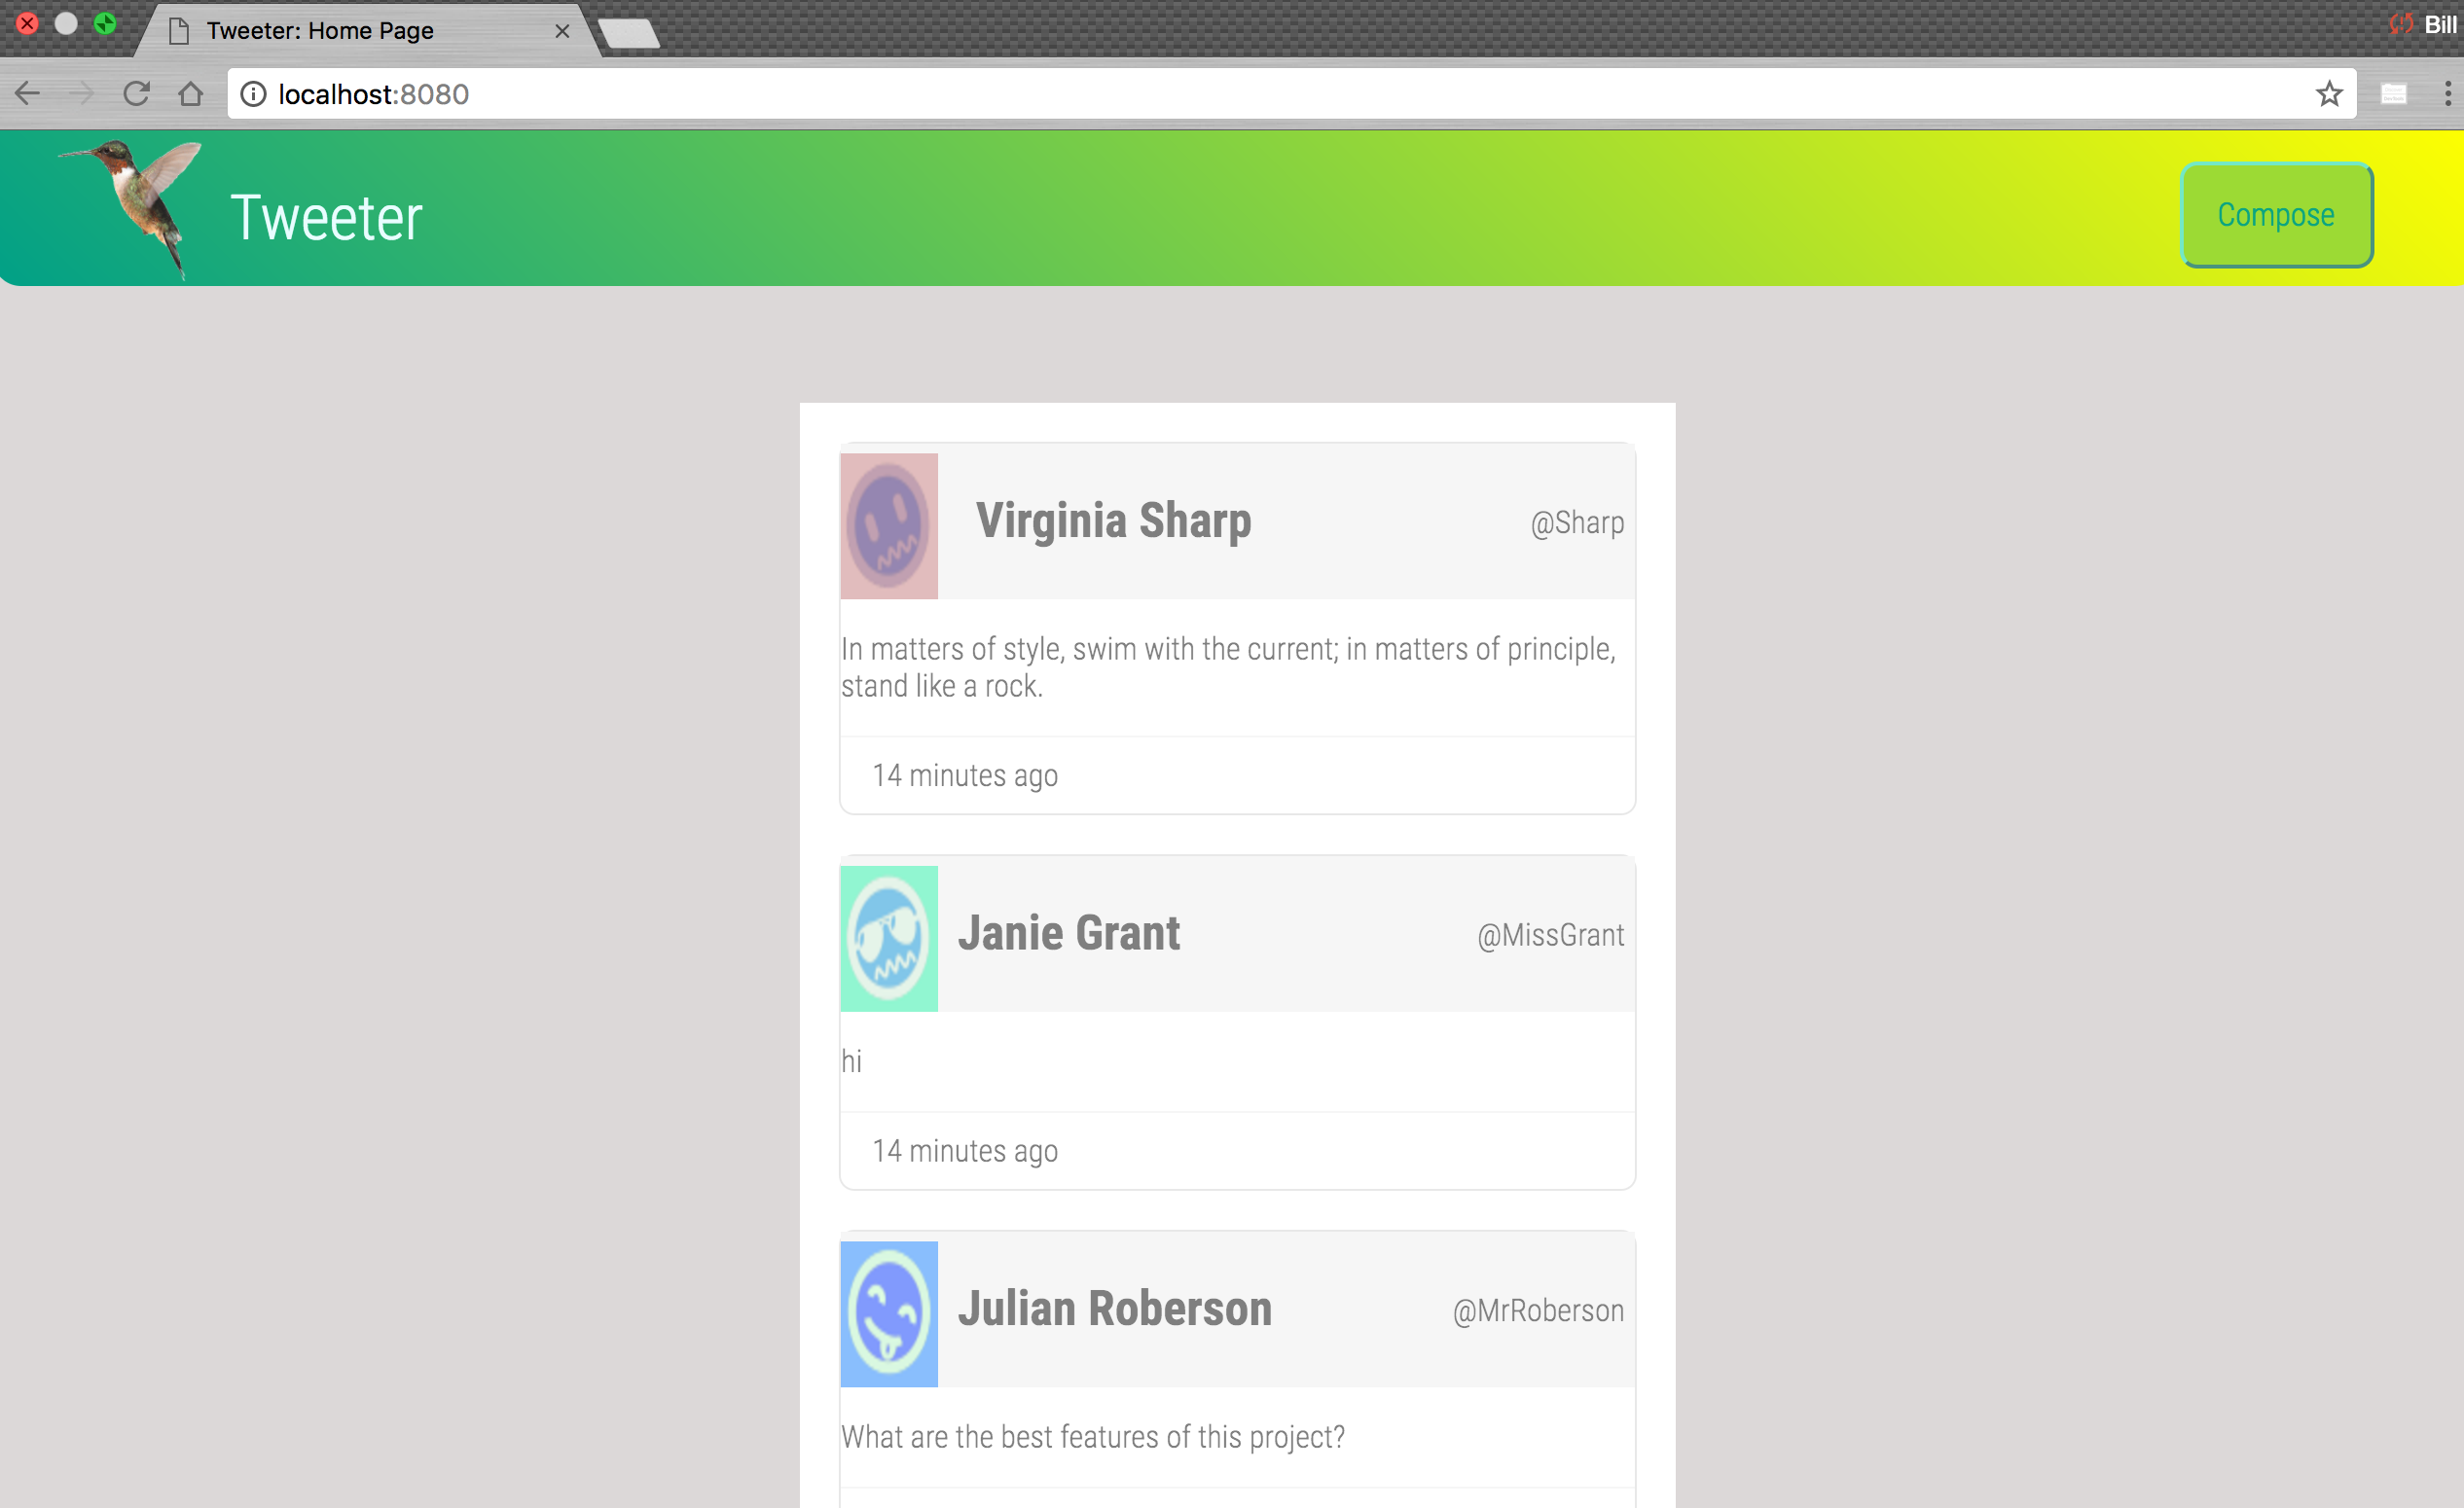 Tweeter: Home Page
Bill
localhost:8080
Tweeter
Compose
Virginia Sharp
@Sharp
In matters of style, swim with the current; in matters of principle,
stand like a rock.
14 minutes ago
Janie Grant
@MissGrant
hi
14 minutes ago
Julian Roberson
@MrRoberson
What are the best features of this project?